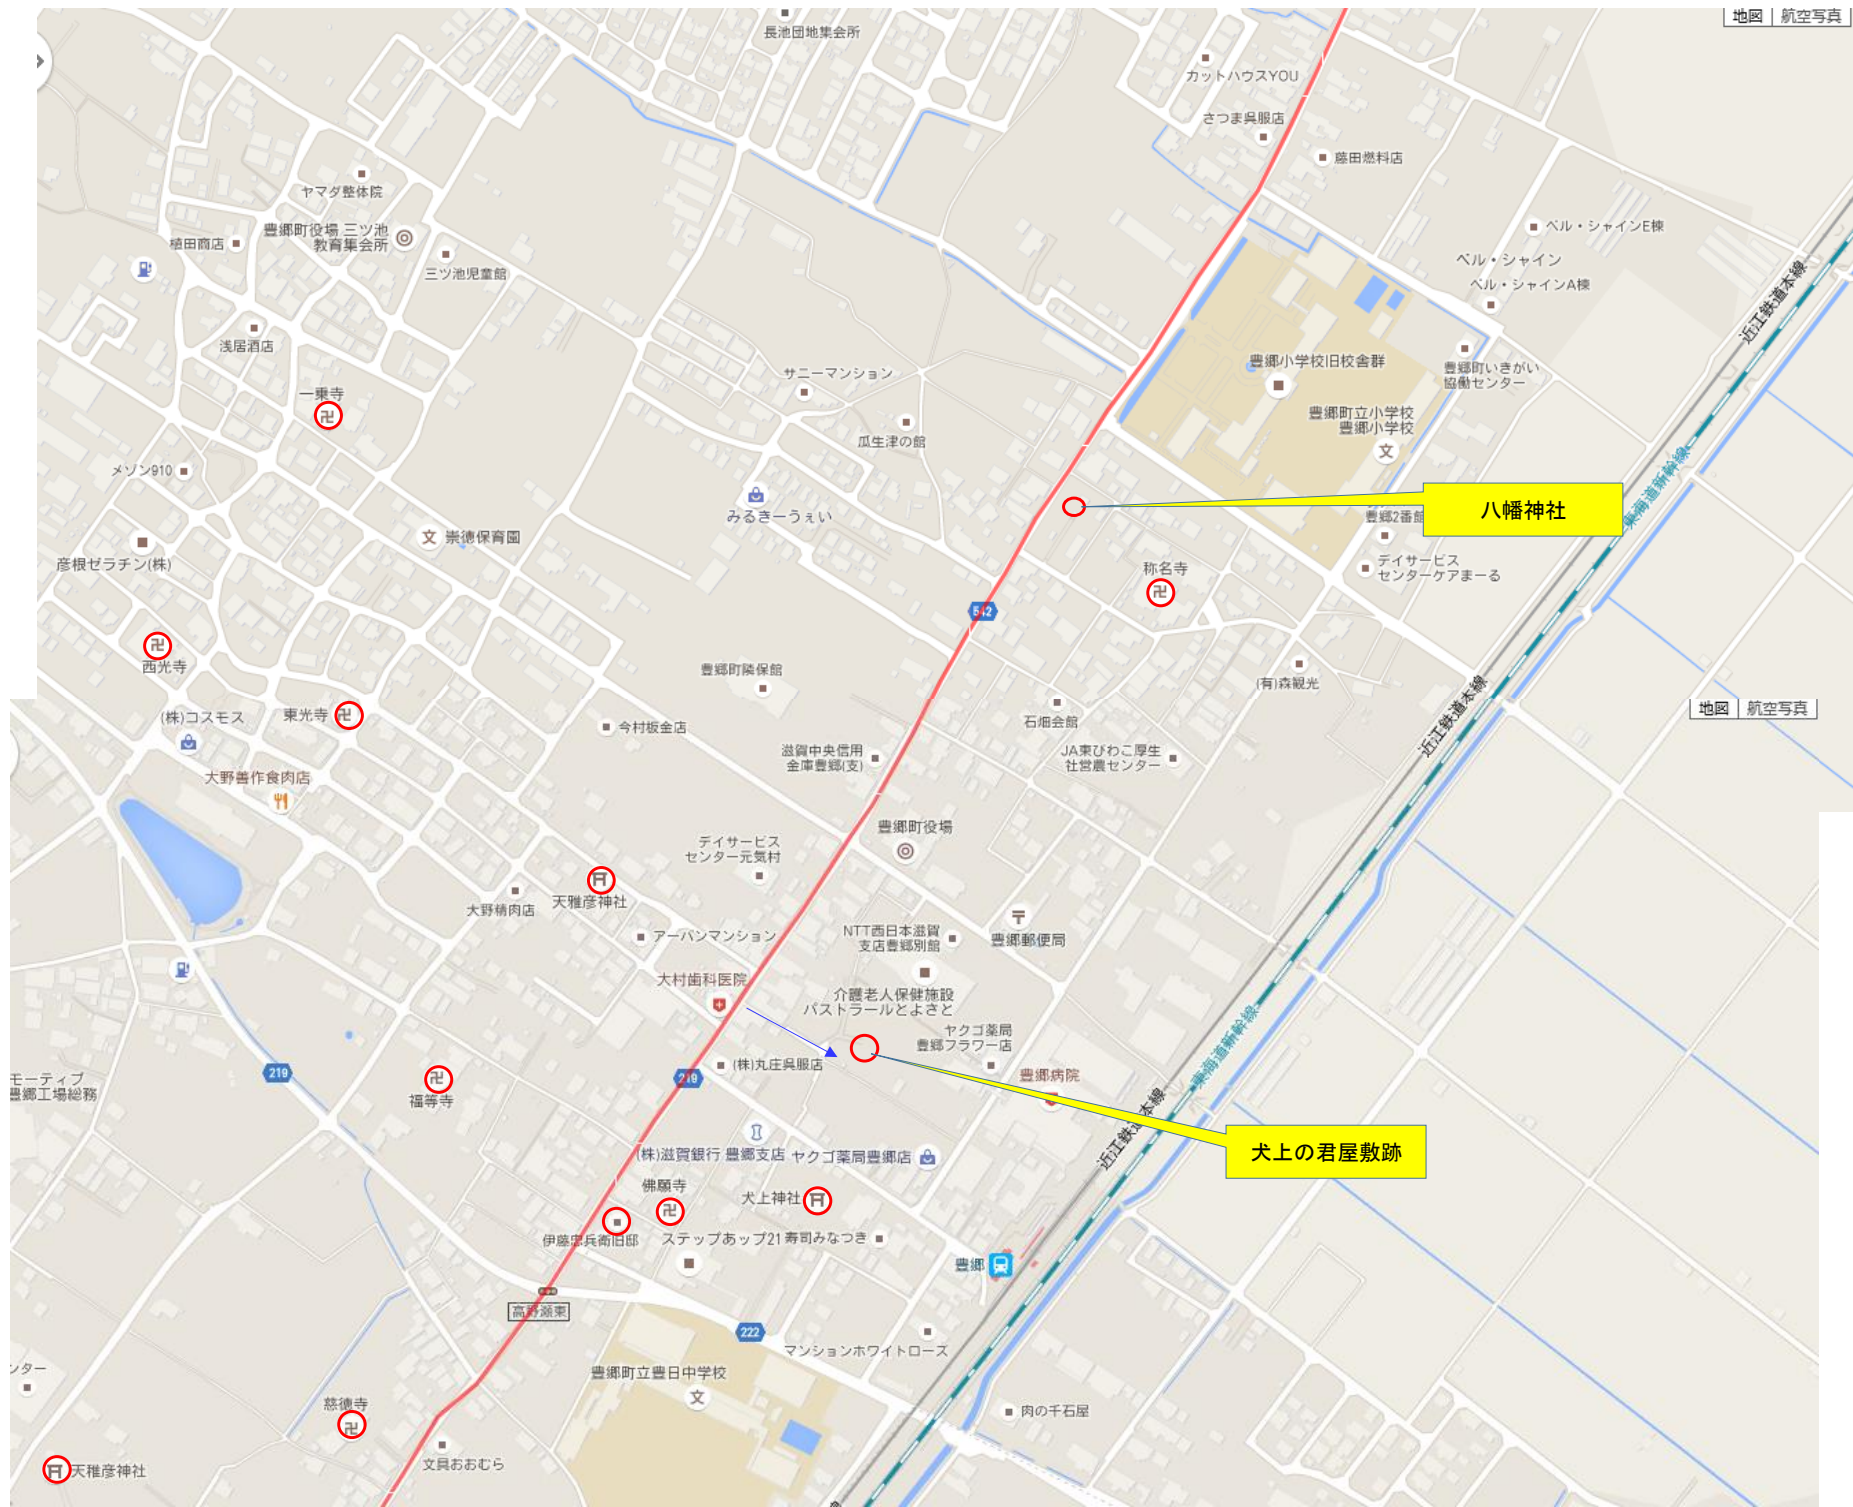 地図
航空写真
長池団地集会所
カットハウスYOU
さつま呉服店
藤田燃料店
ヤマダ整体院
豊郷町役場 三ツ池
教育集会所
植田商店
三ツ池児童館
ベル・シャインE棟
ベル・シャイン
ベル・シャインA棟
近江鉄道本線
浅居酒店
豊郷小学校旧校舎群
豊郷町いきがい
協働センター
サニーマンション
一乗寺
豊郷町立小学校
豊郷小学校
瓜生津の館
メゾン910
東海道新幹線
みるきーうぇい
八幡神社
豊郷2番館
崇徳保育園
彦根ゼラチン(株)
デイサービス
センターケアまーる
称名寺
542
西光寺
豊郷町隣保館
(有)森観光
近江鉄道本線
地図
航空写真
(株)コスモス
東光寺
今村板金店
石畑会館
滋賀中央信用
金庫豊郷(支)
JA東びわこ厚生
社営農センター
大野善作食肉店
豊郷町役場
デイサービス
センター元気村
天雅彦神社
大野精肉店
アーバンマンション
NTT西日本滋賀
支店豊郷別館
豊郷郵便局
大村歯科医院
介護老人保健施設
パストラールとよさと
ヤクゴ薬局
豊郷フラワー店
東海道新幹線
(株)丸庄呉服店
219
219
豊郷病院
モーティブ
豊郷工場総務
福等寺
近江鉄道本線
犬上の君屋敷跡
(株)滋賀銀行 豊郷支店
ヤクゴ薬局豊郷店
佛願寺
犬上神社
伊藤忠兵衛旧邸
ステップあップ21
寿司みなつき
豊郷
高野瀬東
222
マンションホワイトローズ
ンター
豊郷町立豊日中学校
慈徳寺
肉の千石屋
文具おおむら
天稚彦神社